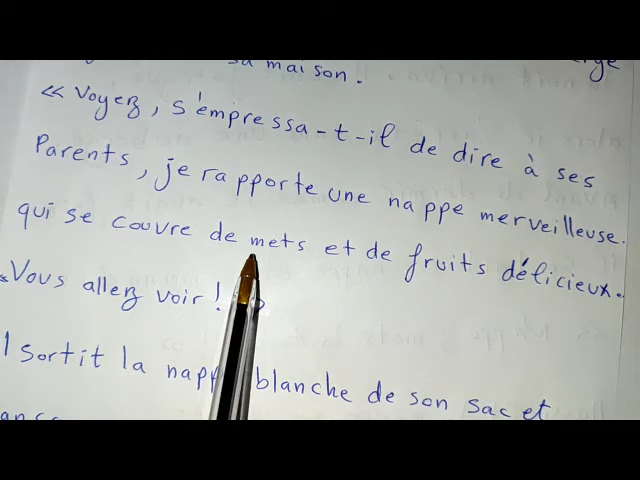 sa maison.
« Voyez, s'empressa-t-il de dire à ses
Parents, je rapporte une nappe merveilleuse.
qui se couvre de mets et de fruits délicieux.
«Vous allez voir ! »
l sortit la nappe blanche de son sac et